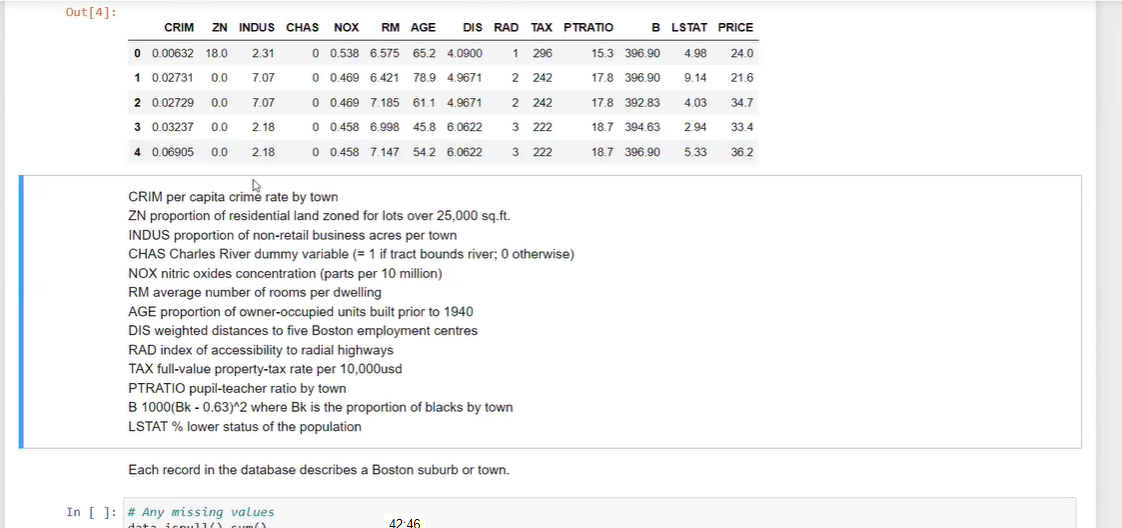 Out[4]:
CRIM ZN INDUS CHAS NOX RM AGE DIS RAD TAX PTRATIO B LSTAT PRICE
0 0.00632 18.0 2.31 0 0.538 6.575 65.2 4.0900 1 296 15.3 396.90 4.98 24.0
1 0.02731 0.0 7.07 0 0.469 6.421 78.9 4.9671 2 242 17.8 396.90 9.14 21.6
2 0.02729 0.0 7.07 0 0.469 7.185 61.1 4.9671 2 242 17.8 392.83 4.03 34.7
3 0.03237 0.0 2.18 0 0.458 6.998 45.8 6.0622 3 222 18.7 394.63 2.94 33.4
4 0.06905 0.0 2.18 0 0.458 7.147 54.2 6.0622 3 222 18.7 396.90 5.33 36.2
CRIM per capita crime rate by town
ZN proportion of residential land zoned for lots over 25,000 sq.ft.
INDUS proportion of non-retail business acres per town
CHAS Charles River dummy variable (= 1 if tract bounds river; 0 otherwise)
NOX nitric oxides concentration (parts per 10 million)
RM average number of rooms per dwelling
AGE proportion of owner-occupied units built prior to 1940
DIS weighted distances to five Boston employment centres
RAD index of accessibility to radial highways
TAX full-value property-tax rate per 10,000usd
PTRATIO pupil-teacher ratio by town
B 1000(Bk - 0.63)^2 where Bk is the proportion of blacks by town
LSTAT % lower status of the population
Each record in the database describes a Boston suburb or town.
In [ ]: # Any missing values
data.isnull().sum()
42:46